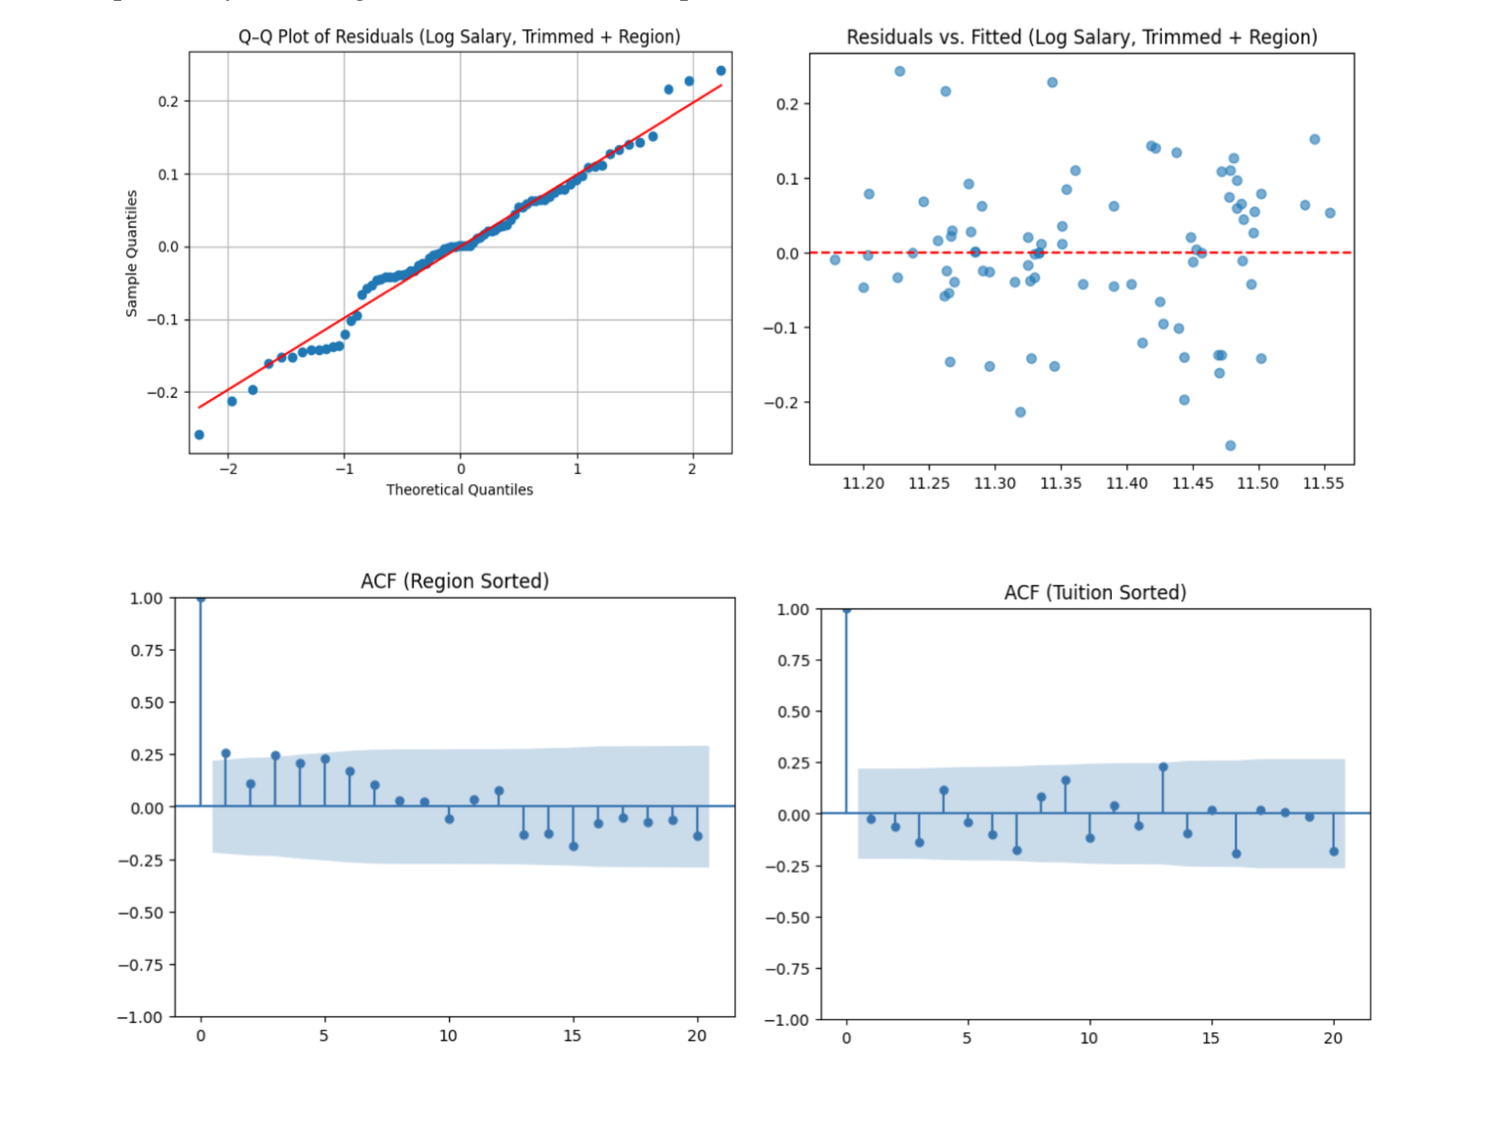 Q–Q Plot of Residuals (Log Salary, Trimmed + Region)
0.2
0.1
0.0
−0.1
−0.2
Sample Quantiles
−2 −1 0 1 2
Theoretical Quantiles
Residuals vs. Fitted (Log Salary, Trimmed + Region)
0.2
0.1
0.0
−0.1
−0.2
11.20 11.25 11.30 11.35 11.40 11.45 11.50 11.55
ACF (Region Sorted)
1.00
0.75
0.50
0.25
0.00
−0.25
−0.50
−0.75
−1.00
0 5 10 15 20
ACF (Tuition Sorted)
1.00
0.75
0.50
0.25
0.00
−0.25
−0.50
−0.75
−1.00
0 5 10 15 20